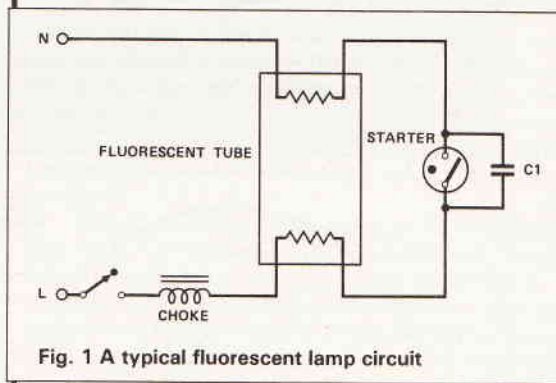 N
FLUORESCENT TUBE
STARTER
C1
L
CHOKE
Fig. 1 A typical fluorescent lamp circuit